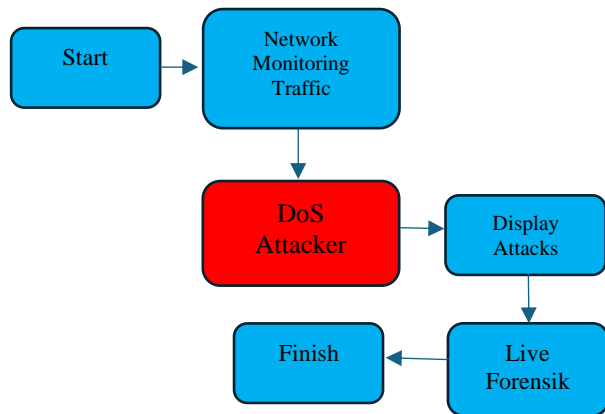 Start
Network
Monitoring
Traffic
DoS
Attacker
Display
Attacks
Finish
Live
Forensik